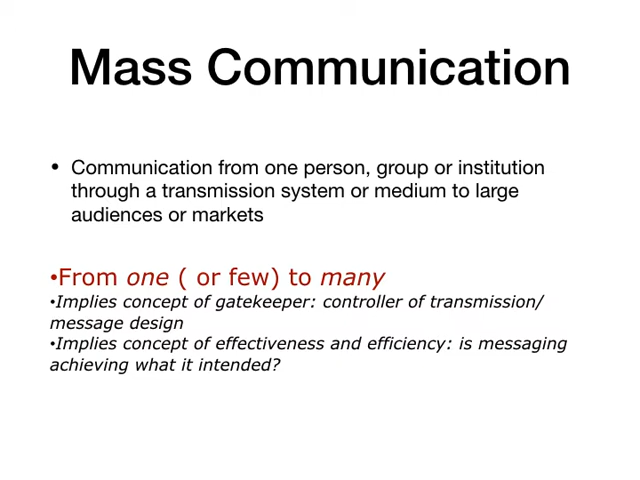 Mass Communication
• Communication from one person, group or institution
through a transmission system or medium to large
audiences or markets
•From one ( or few) to many
•Implies concept of gatekeeper: controller of transmission/
message design
•Implies concept of effectiveness and efficiency: is messaging
achieving what it intended?